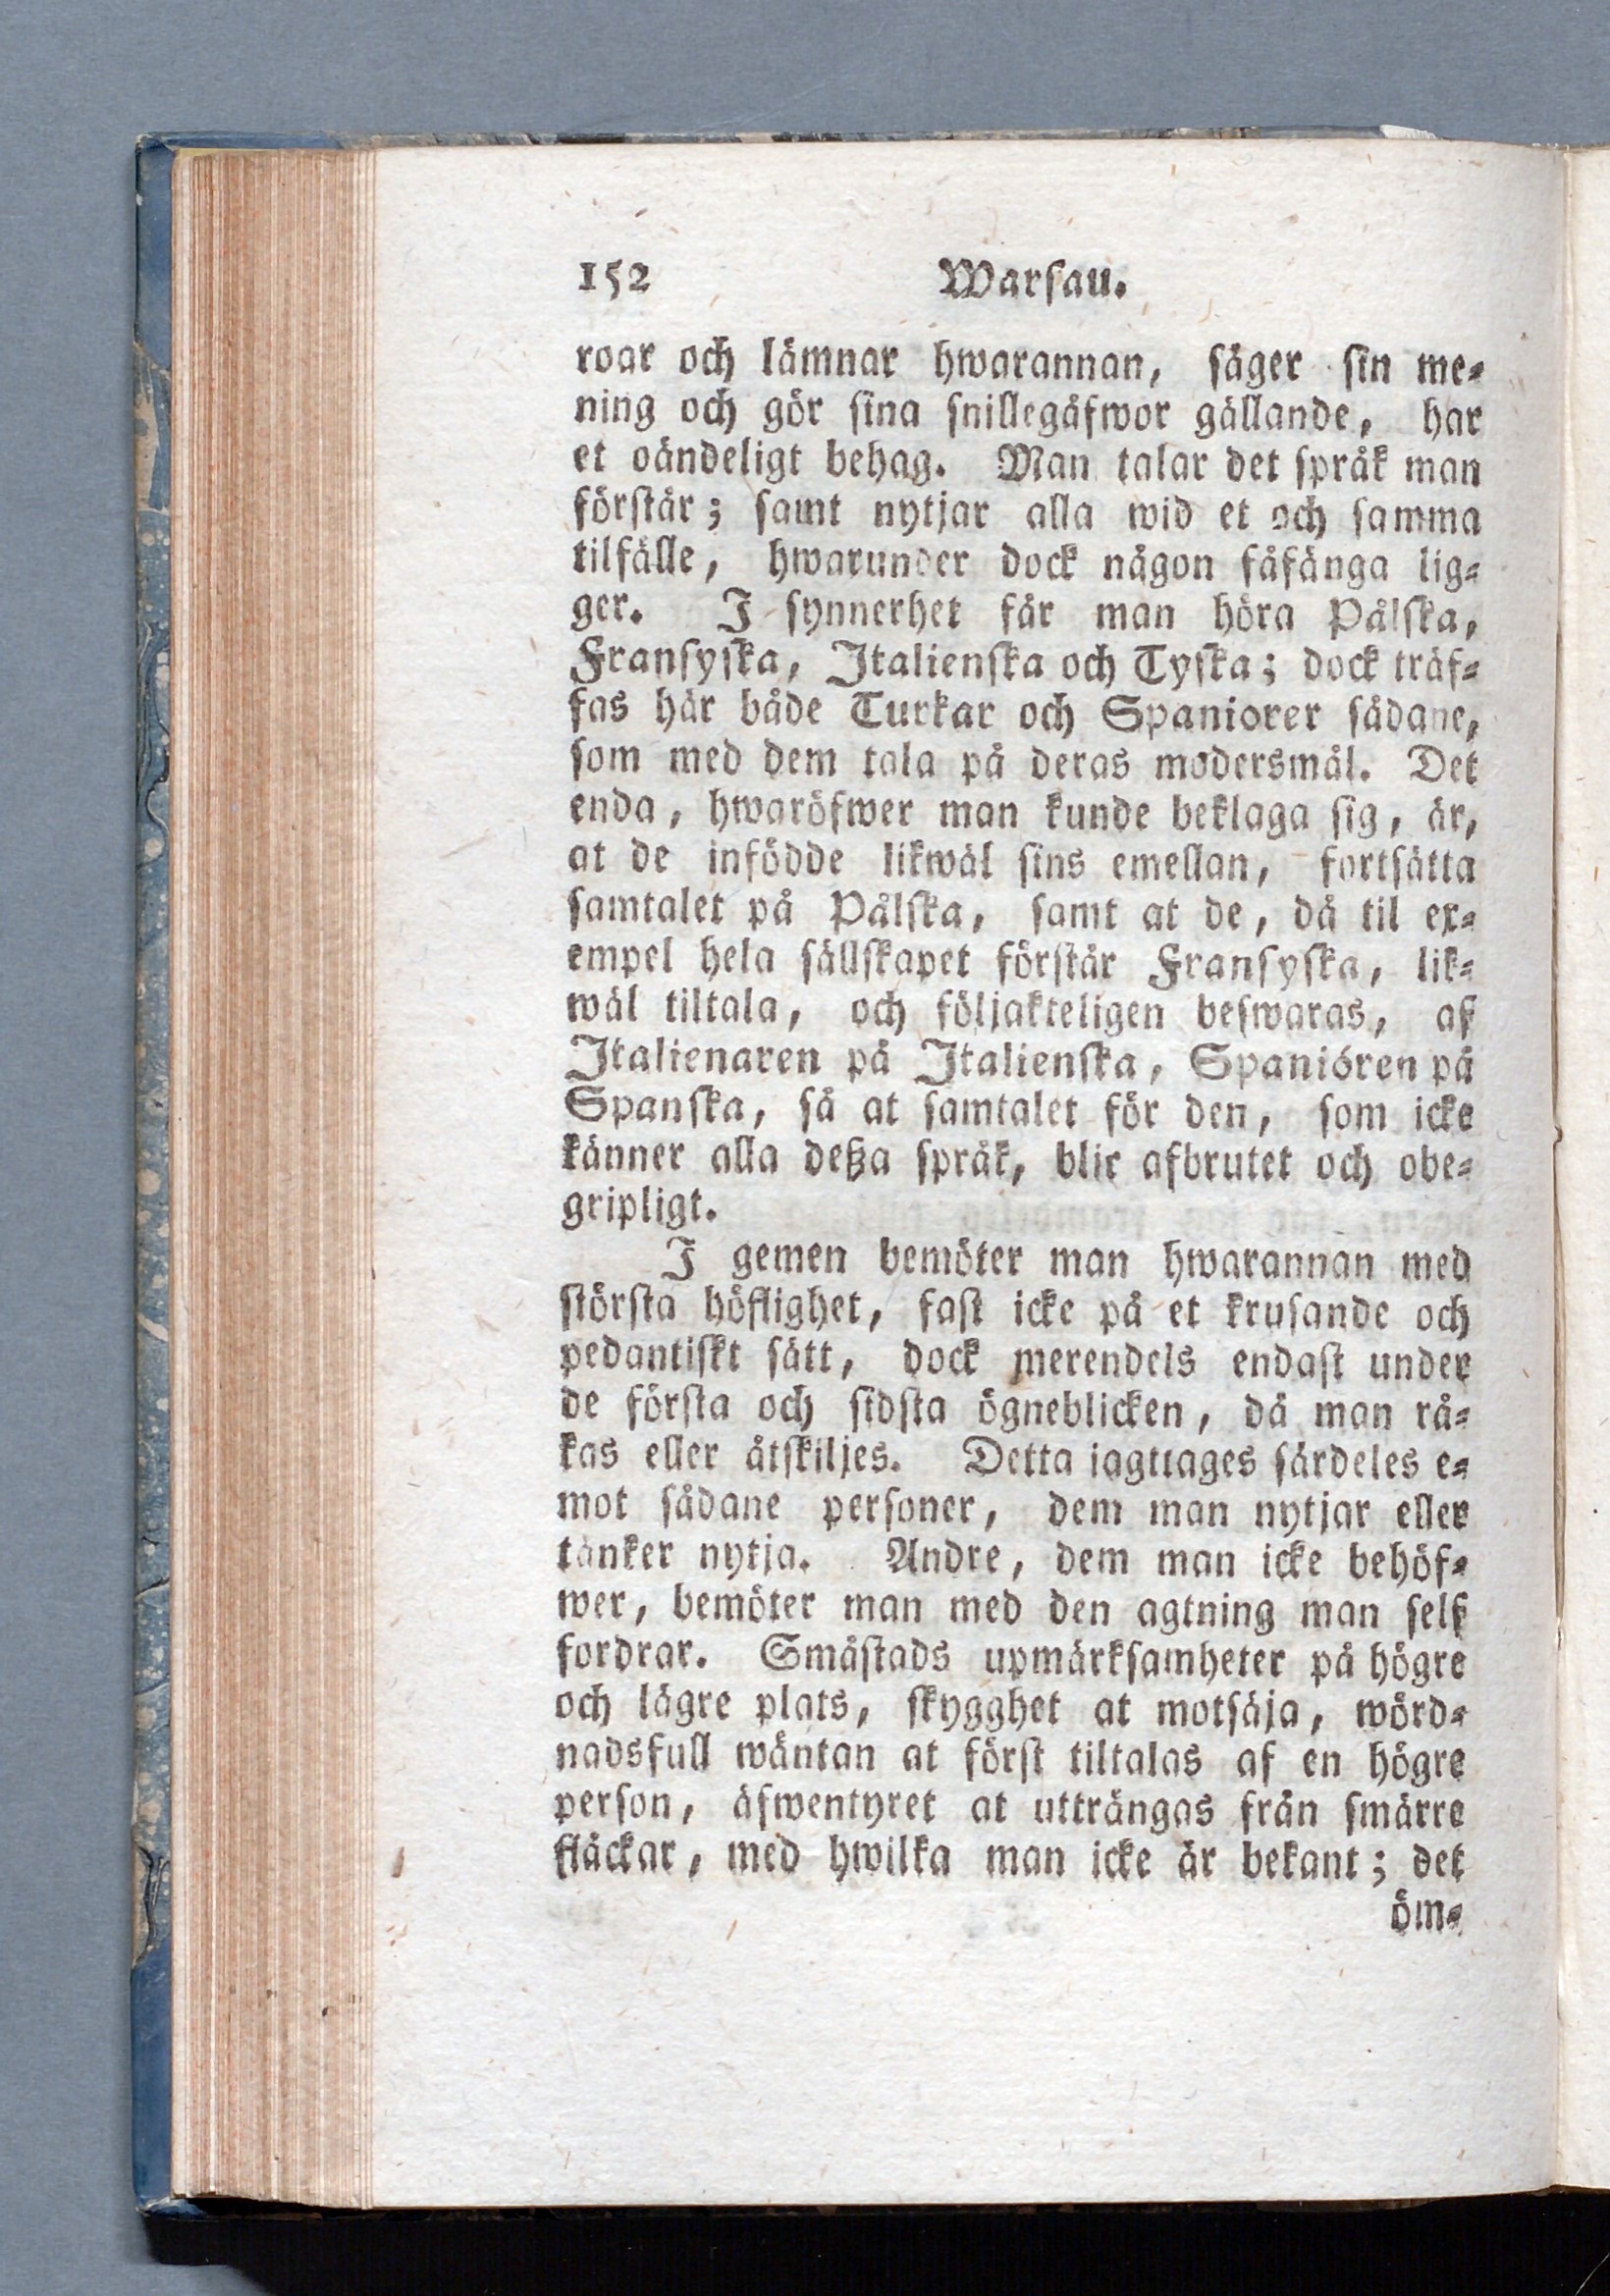 152 Warsau.
roar och lämnar hwarannan, säger sin me-
ning och gör sina snillegåfwor gällande, har
et oändeligt behag. Man talar det språk man
förstår; samt nytjar alla wid et och samma
tilfälle, hwarunder dock någon fåfänga lig-
ger. I synnerhet får man höra Pålska,
Fransyska, Italienska och Tyska; dock träf-
fas här både Turkar och Spaniorer sådane,
som med dem tala på deras modersmål. Det
enda, hwaröfwer man kunde beklaga sig, är,
at de infödde likwäl sins emellan, fortsätta
samtalet på Pålska, samt at de, då til ex-
empel hela sällskapet förstår Fransyska, lik-
wäl tiltala, och följakteligen beswaras, af
Italienaren på Italienska, Spanióren på
Spanska, så at samtalet för den, som icke
känner alla deßa språk, blir afbrutet och obe-
gripligt.
I gemen bemöter man hwarannan med
största höflighet, fast icke på et krusande och
pedantiskt sätt, dock merendels endast under
de första och sidsta ögneblicken, då man rå-
kas eller åtskiljes. Detta iagttages särdeles e-
mot sådane personer, dem man nytjar eller
tänker nytja. Andre, dem man icke behöf-
wer, bemöter man med den agtning man self
fordrar. Småstads upmärksamheter på högre
och lägre plats, skygghet at motsäja, wörd-
nadsfull wäntan at först tiltalas af en högre
person, äfwentyret at utträngas från smärre
fläckar, med hwilka man icke är bekant; det
öm-